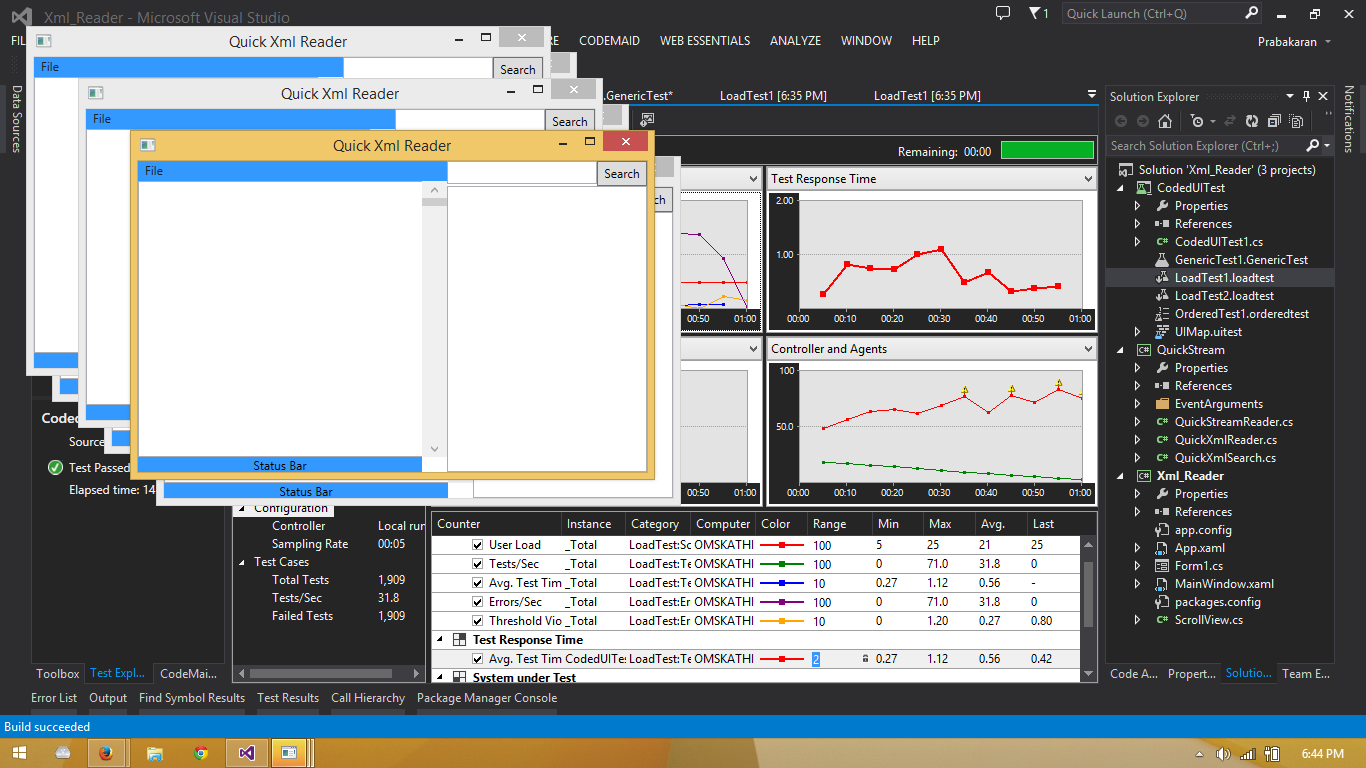 Xml_Reader - Microsoft Visual Studio
1
Quick Launch (Ctrl+Q)
FIL
RE CODEMAID WEB ESSENTIALS ANALYZE WINDOW HELP
Prabakaran
Quick Xml Reader
File
Search
Quick Xml Reader
File
Search
Quick Xml Reader
File
Search
Status Bar
Status Bar
Data Sources
Notifications
.GenericTest*
LoadTest1 [6:35 PM]
LoadTest1 [6:35 PM]
Remaining: 00:00
Test Response Time
2.00
1.00
00:00 00:10 00:20 00:30 00:40 00:50 01:00
00:50 01:00
Controller and Agents
100
50.0
00:00 00:10 00:20 00:30 00:40 00:50 01:00
00:50 01:00
Coded
Source
Test Passed
Elapsed time: 14
Configuration
Controller Local run
Sampling Rate 00:05
Test Cases
Total Tests 1,909
Tests/Sec 31.8
Failed Tests 1,909
Counter Instance Category Computer Color Range Min Max Avg. Last
User Load _Total LoadTest:Sc OMSKATHI 100 5 25 21 25
Tests/Sec _Total LoadTest:Te OMSKATHI 100 0 71.0 31.8 0
Avg. Test Tim _Total LoadTest:Te OMSKATHI 10 0.27 1.12 0.56 -
Errors/Sec _Total LoadTest:Er OMSKATHI 100 0 71.0 31.8 0
Threshold Vio _Total LoadTest:Er OMSKATHI 10 0 1.20 0.27 0.80
Test Response Time
Avg. Test Tim CodedUITes LoadTest:Te OMSKATHI 2 0.27 1.12 0.56 0.42
System under Test
Solution Explorer
Search Solution Explorer (Ctrl+;)
Solution 'Xml_Reader' (3 projects)
CodedUITest
Properties
References
CodedUITest1.cs
GenericTest1.GenericTest
LoadTest1.loadtest
LoadTest2.loadtest
OrderedTest1.orderedtest
UIMap.uitest
QuickStream
Properties
References
EventArguments
QuickStreamReader.cs
QuickXmlReader.cs
QuickXmlSearch.cs
Xml_Reader
Properties
References
app.config
App.xaml
Form1.cs
MainWindow.xaml
packages.config
ScrollView.cs
Toolbox Test Expl... CodeMai...
Code A... Propert... Solutio... Team E...
Error List Output Find Symbol Results Test Results Call Hierarchy Package Manager Console
Build succeeded
6:44 PM